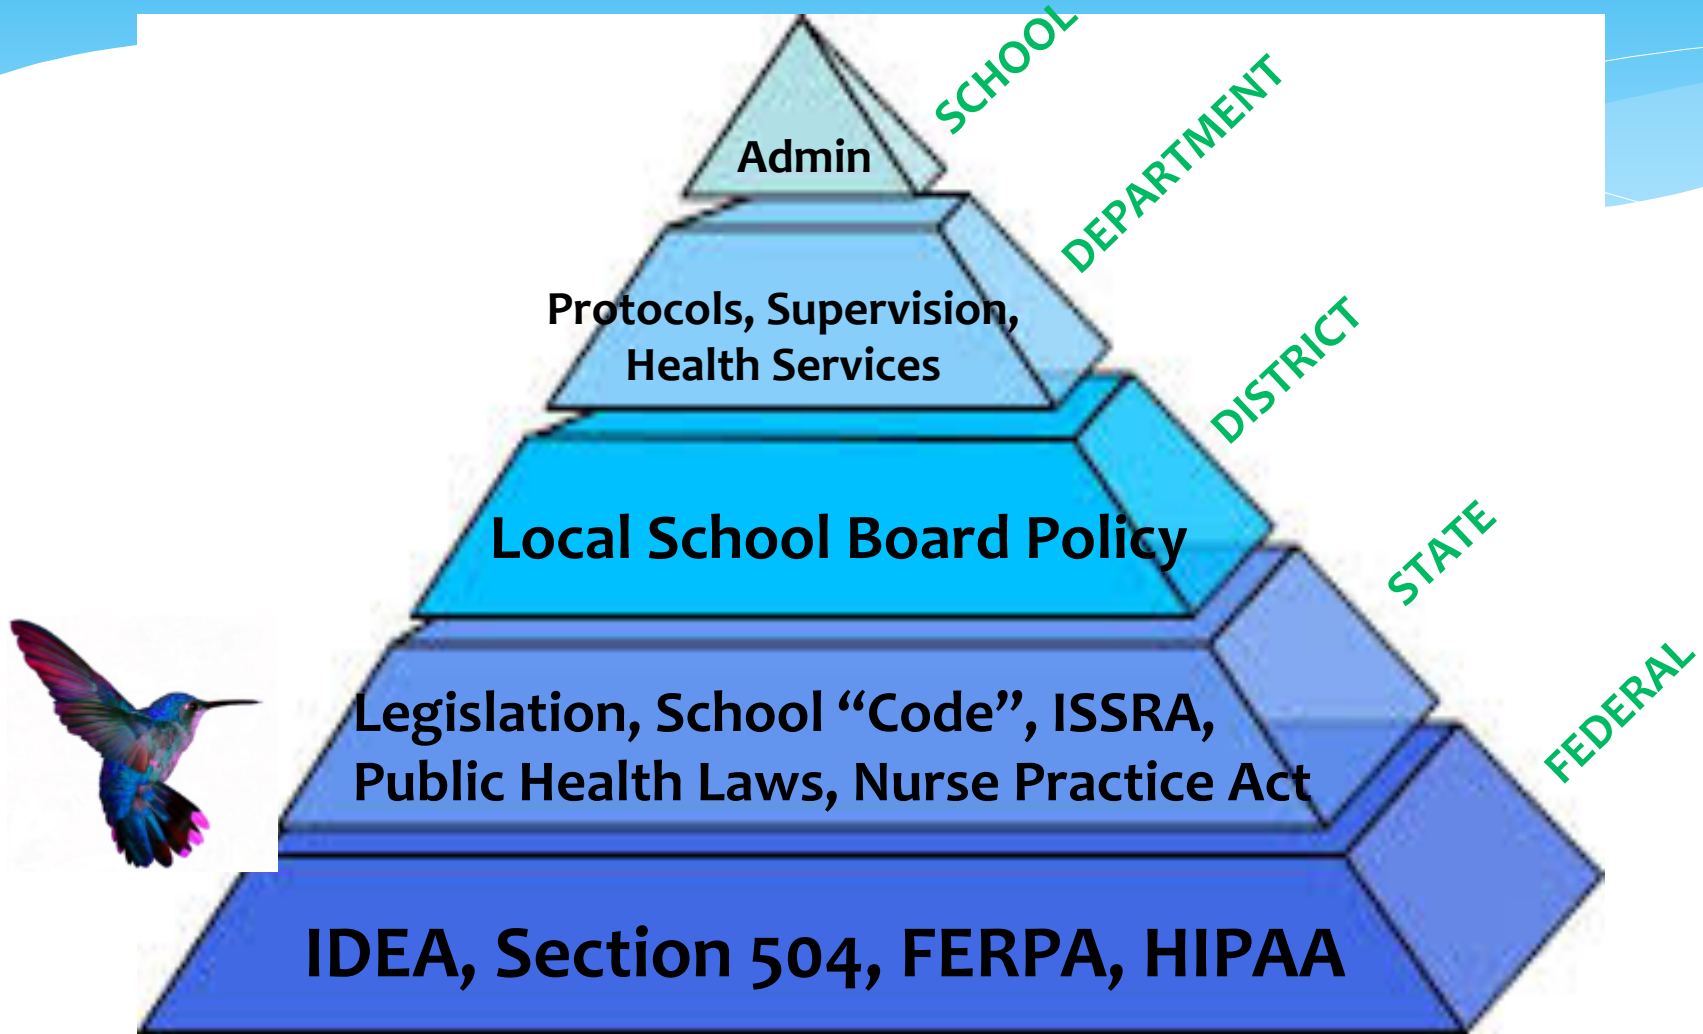 SCHOOL
Admin
DEPARTMENT
Protocols, Supervision,
Health Services
DISTRICT
Local School Board Policy
STATE
Legislation, School “Code”, ISSRA,
Public Health Laws, Nurse Practice Act
FEDERAL
IDEA, Section 504, FERPA, HIPAA